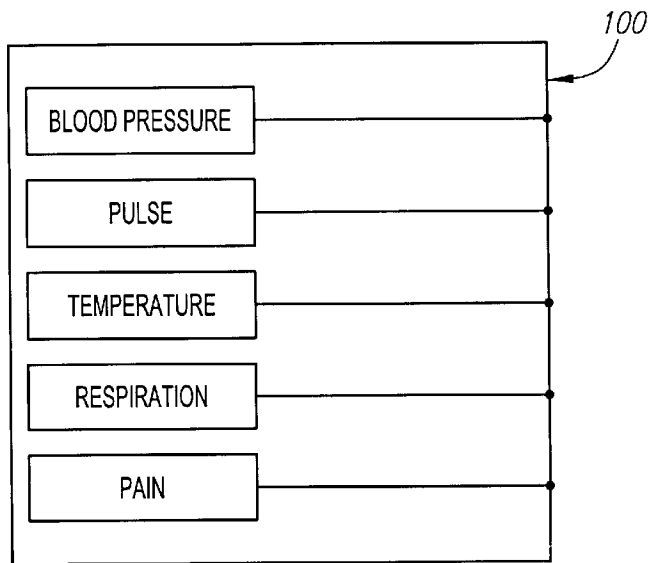 100
BLOOD PRESSURE
PULSE
TEMPERATURE
RESPIRATION
PAIN